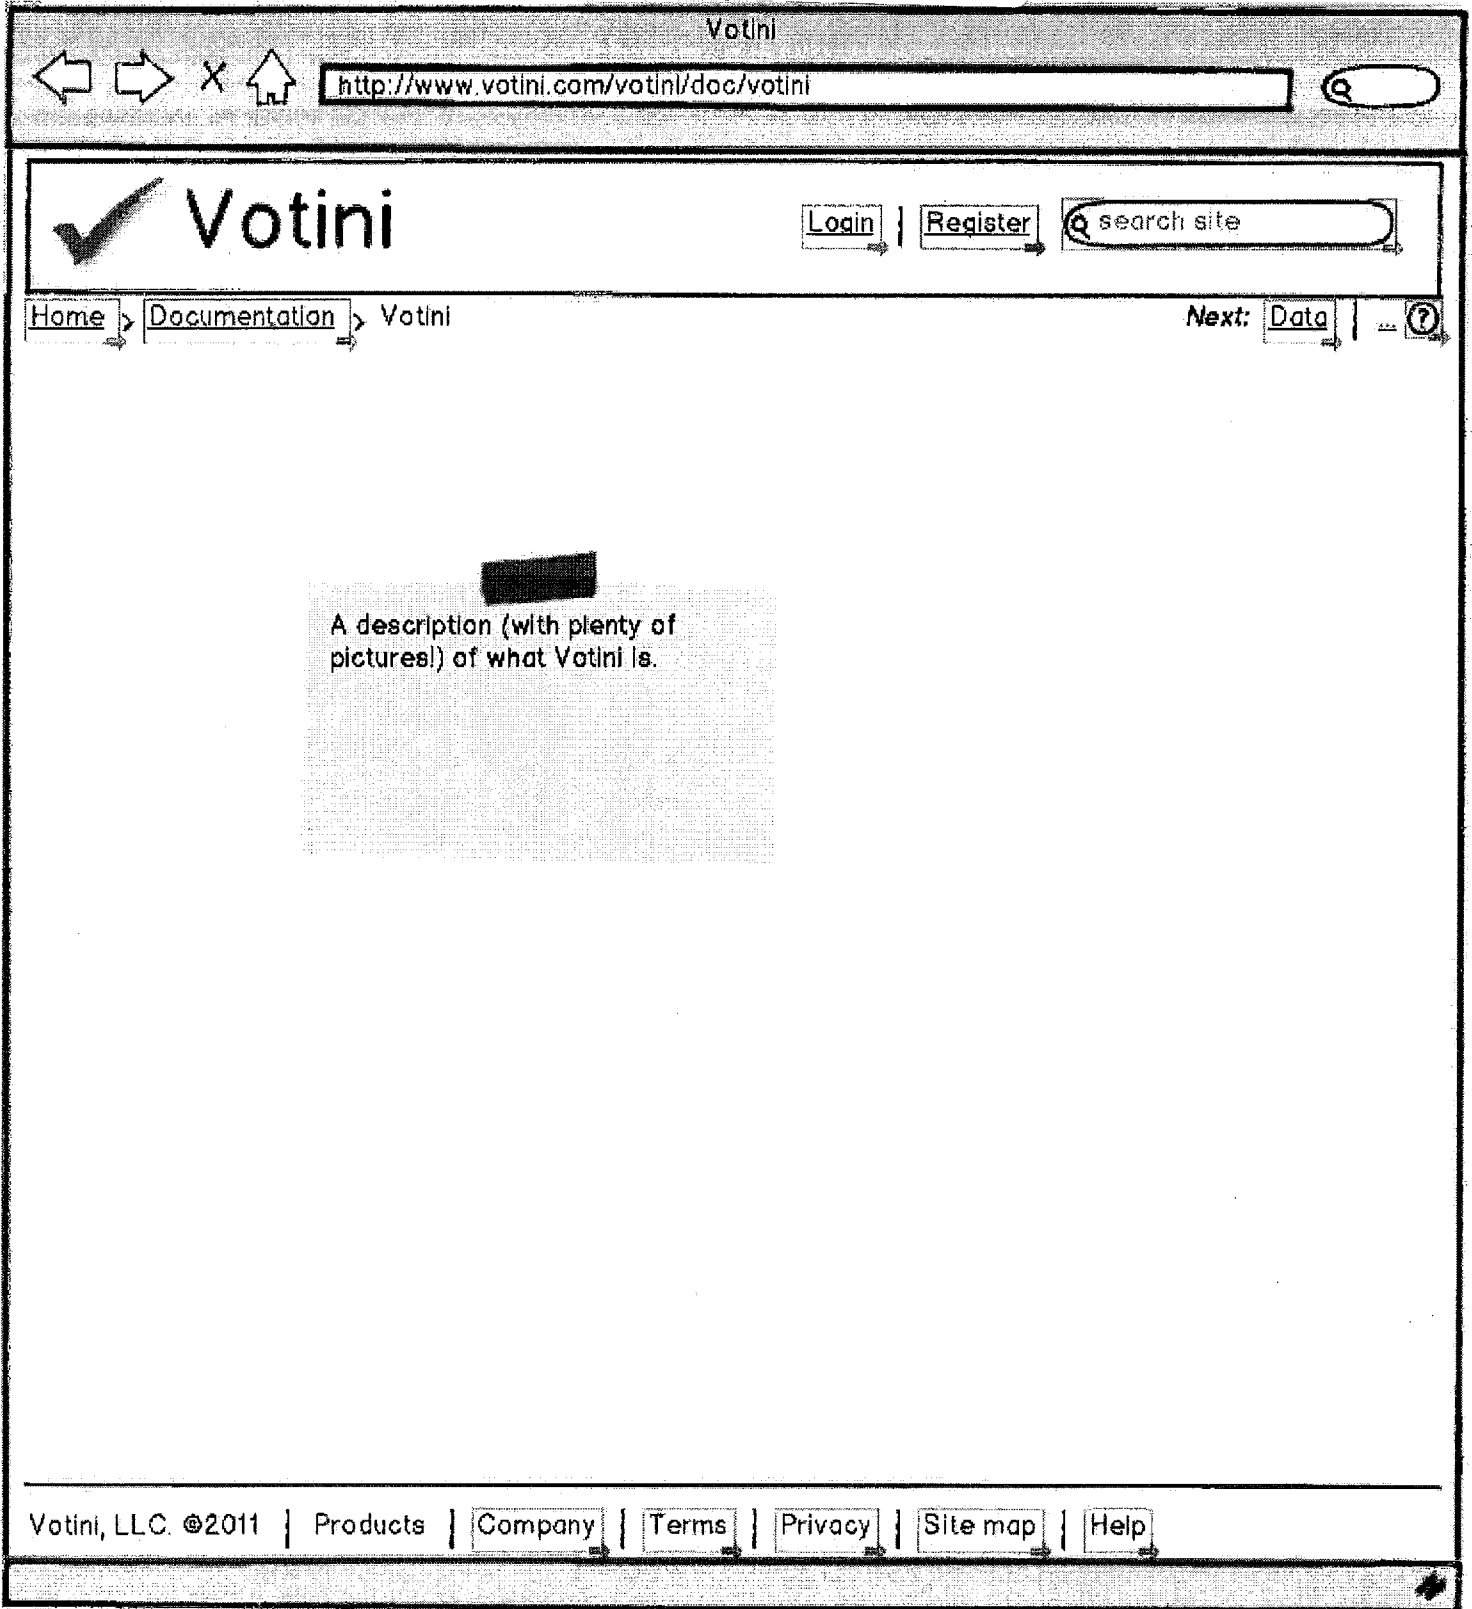 Votini
http://www.votini.com/votini/doc/votini
Votini
Login | Register search site
Home > Documentation > Votini Next: Data | ... ?
A description (with plenty of
pictures!) of what Votini is.
Votini, LLC. ©2011 | Products | Company | Terms | Privacy | Site map | Help